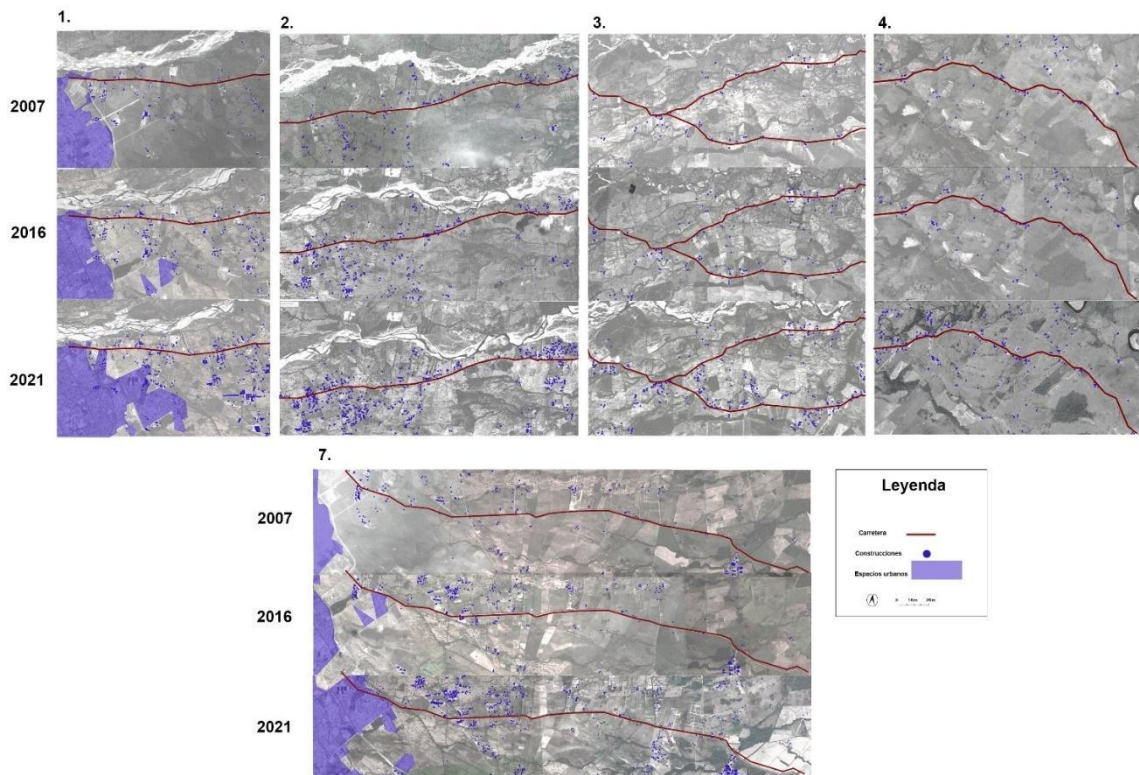 1.
2.
3.
4.
2007
2016
2021
7.
2007
2016
2021
Leyenda
Carretera
Construcciones
Espacios urbanos